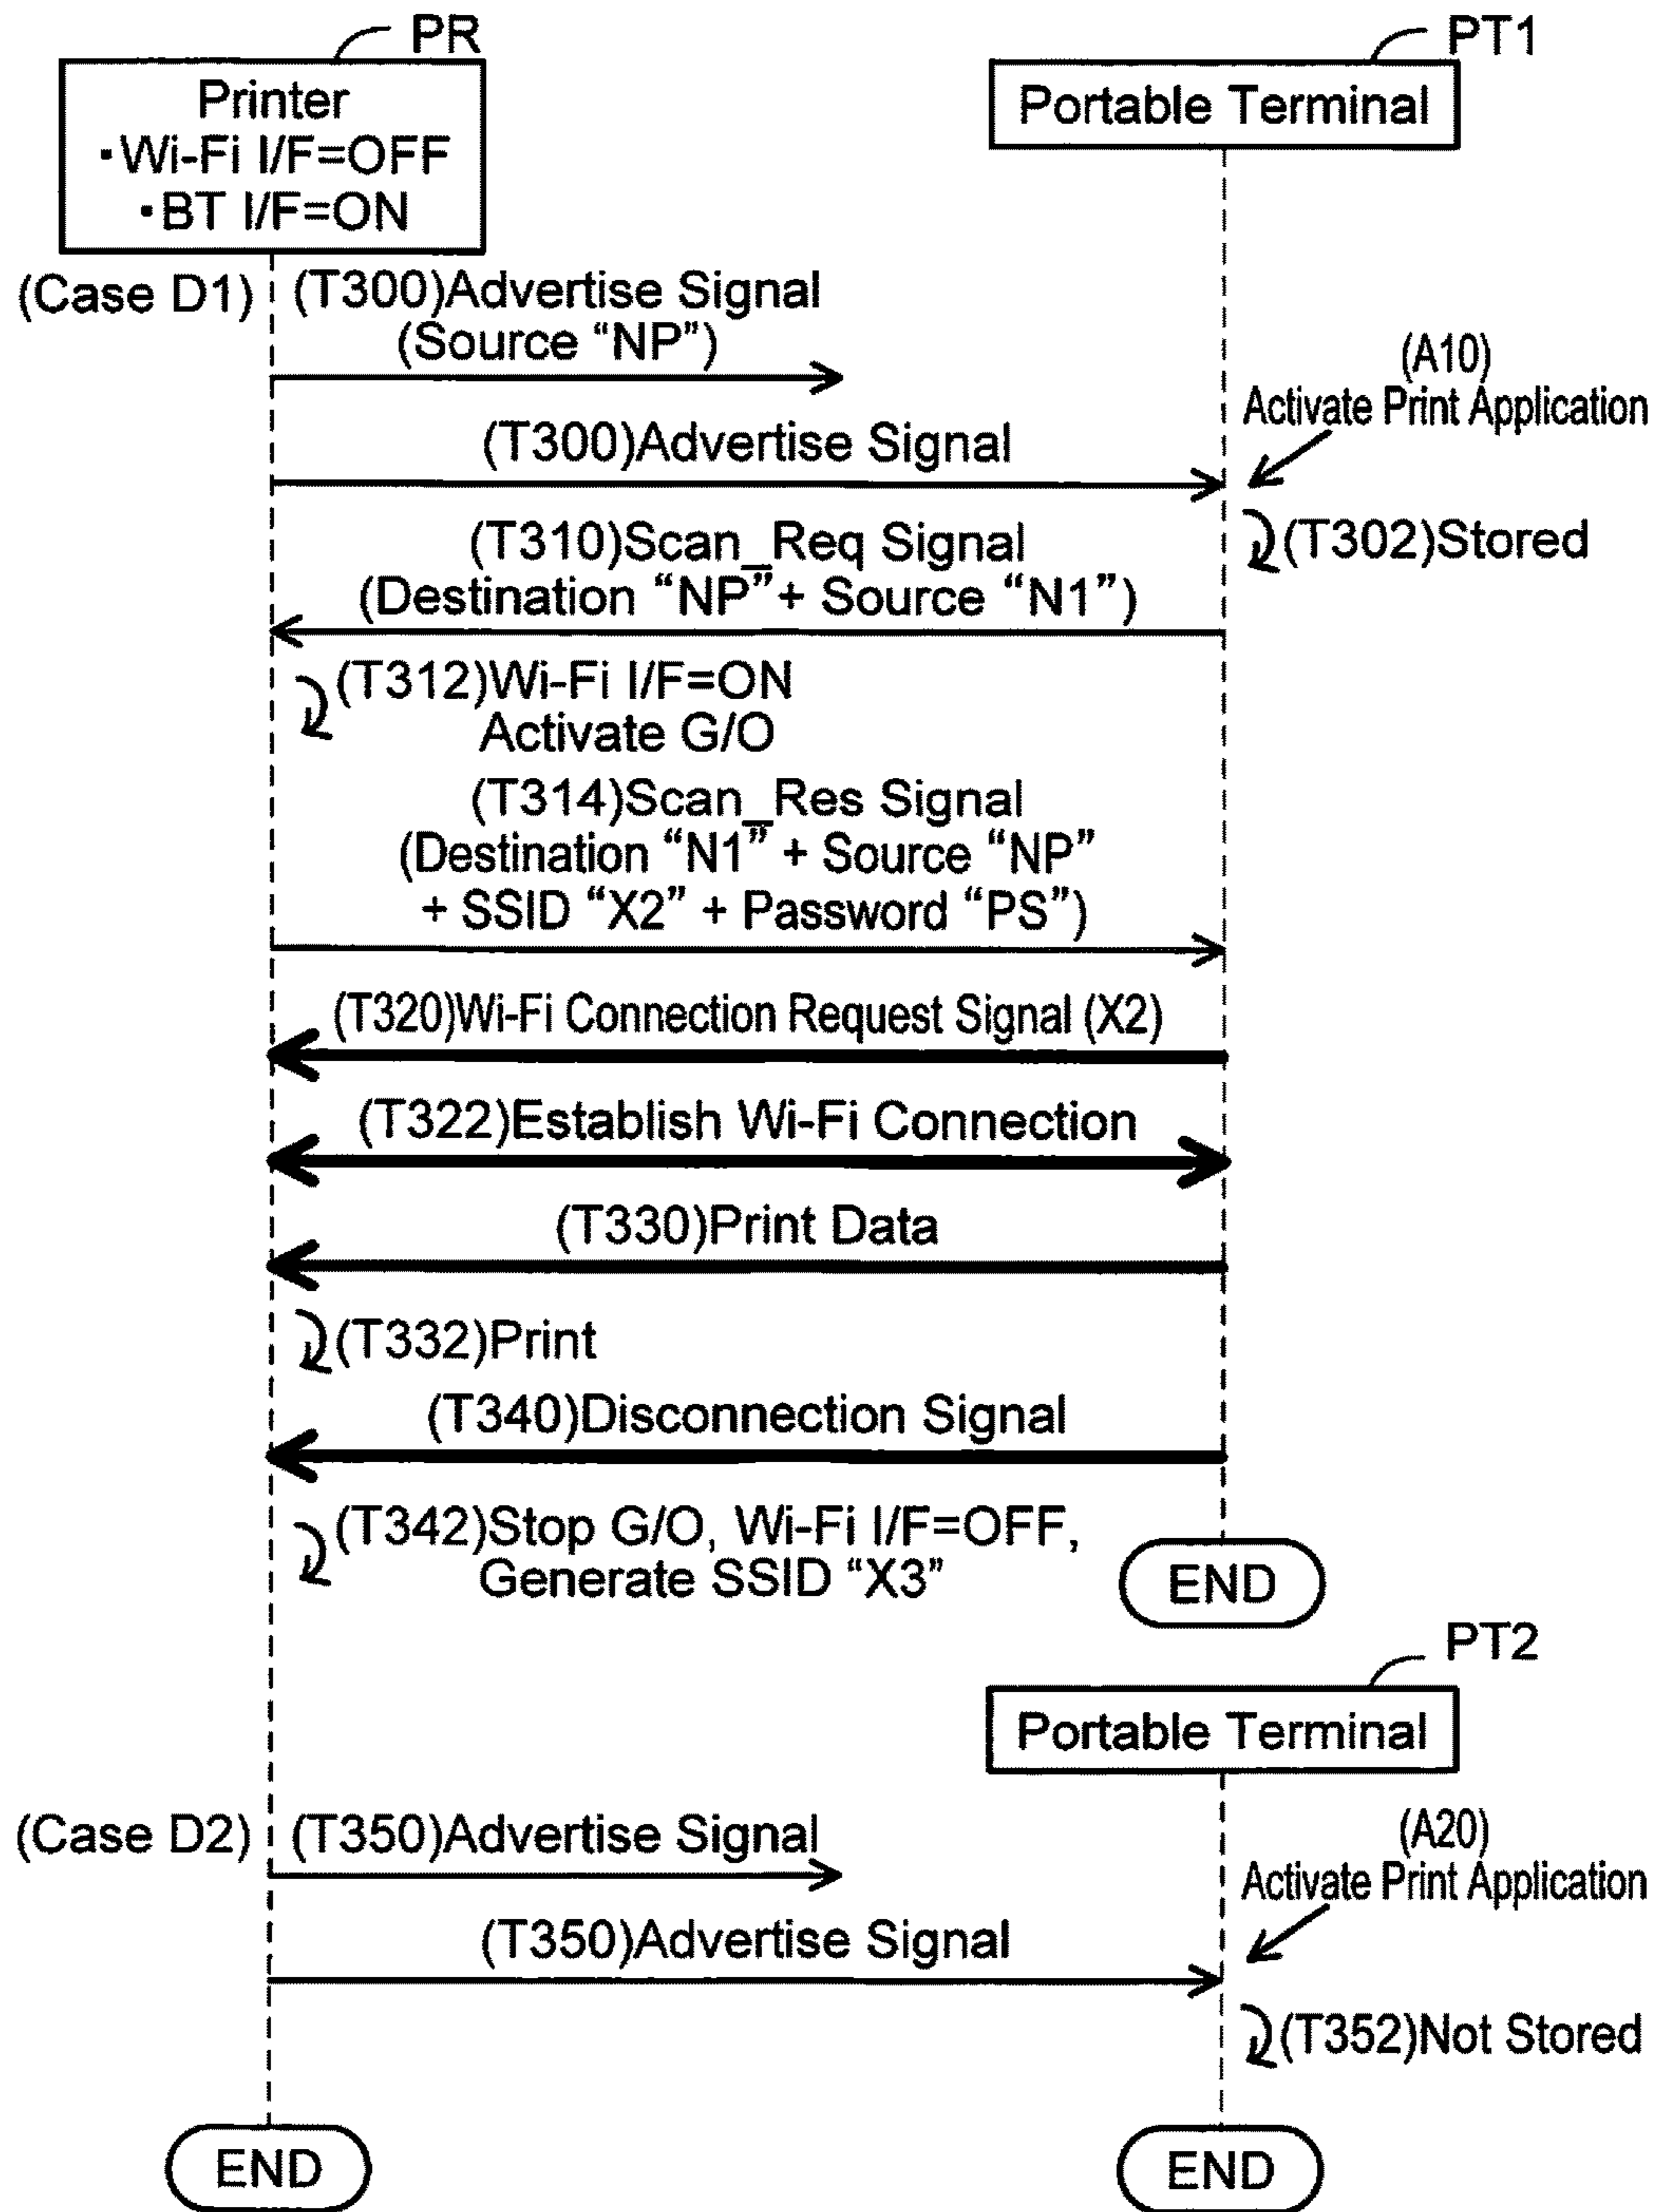 PR
PT1
Printer
・Wi-Fi I/F=OFF
・BT I/F=ON
Portable Terminal
(Case D1)
(T300)Advertise Signal
(Source “NP”)
(A10)
Activate Print Application
(T300)Advertise Signal
(T302)Stored
(T310)Scan_Req Signal
(Destination “NP”+ Source “N1”)
(T312)Wi-Fi I/F=ON
Activate G/O
(T314)Scan_Res Signal
(Destination “N1” + Source “NP”
+ SSID “X2” + Password “PS”)
(T320)Wi-Fi Connection Request Signal (X2)
(T322)Establish Wi-Fi Connection
(T330)Print Data
(T332)Print
(T340)Disconnection Signal
(T342)Stop G/O, Wi-Fi I/F=OFF,
Generate SSID “X3”
END
PT2
Portable Terminal
(Case D2)
(T350)Advertise Signal
(A20)
Activate Print Application
(T350)Advertise Signal
(T352)Not Stored
END
END